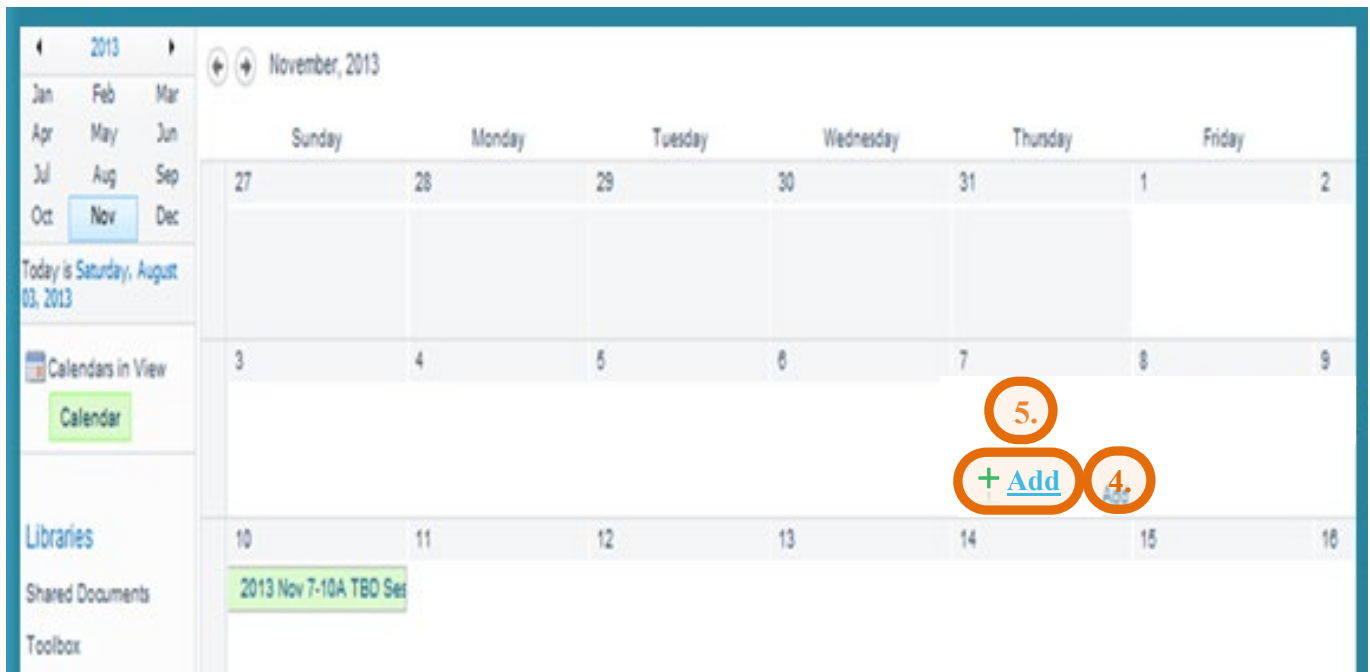 2013
November, 2013
Jan Feb Mar
Apr May Jun
Jul Aug Sep
Oct Nov Dec
Today is Saturday, August
03, 2013
Calendars in View
Calendar
Libraries
Shared Documents
Toolbox
Sunday Monday Tuesday Wednesday Thursday Friday
27 28 29 30 31 1 2
3 4 5 6 7 8 9
5.
+ Add 4.
Add
10 11 12 13 14 15 16
2013 Nov 7-10A TBD Ses